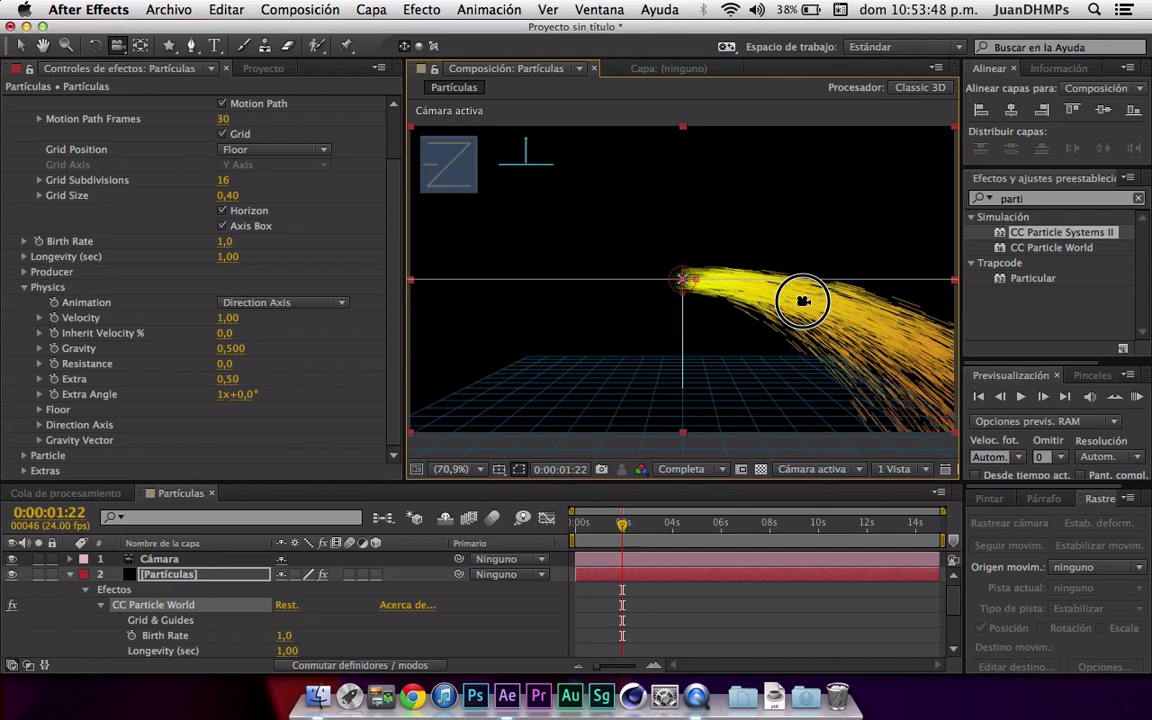 After Effects Archivo Editar Composición Capa Efecto Animación Ver Ventana Ayuda 38% dom 10:53:48 p.m. JuanDHMPs
Proyecto sin título *
Espacio de trabajo: Estándar Buscar en la Ayuda
Controles de efectos: Partículas Proyecto
Composición: Partículas Capa: (ninguno)
Alinear Información
Partículas • Partículas
Partículas
Procesador: Classic 3D
Alinear capas para: Composición
Motion Path
Cámara activa
Motion Path Frames 30
Grid
Distribuir capas:
Grid Position Floor
Grid Axis Y Axis
Grid Subdivisions 16
Efectos y ajustes preestableci
Grid Size 0,40
parti
Horizon
Simulación
Axis Box
CC Particle Systems II
Birth Rate 1,0
CC Particle World
Longevity (sec) 1,00
Trapcode
Producer
Particular
Physics
Animation Direction Axis
Velocity 1,00
Inherit Velocity % 0,0
Gravity 0,500
Resistance 0,0
Extra 0,50
Previsualización Pinceles
Extra Angle 1x+0,0°
Floor
Direction Axis
Opciones previs. RAM
Gravity Vector
Veloc. fot. Omitir Resolución
Particle
Autom. 0 Autom.
Extras
(70,9%) 0:00:01:22 Completa Cámara activa 1 Vista
Desde tiempo act. Pant. compl.
Cola de procesamiento Partículas
Pintar Párrafo Rastre
0:00:01:22
00046 (24.00 fps)
:00s 02s 04s 06s 08s 10s 12s 14s
Rastrear cámara Estab. deform.
Nombre de la capa Primario
Seguir movim. Estabilizar movim.
1 Cámara Ninguno
Origen movim.: ninguno
2 [Partículas] Ninguno
Pista actual: ninguno
Efectos
Tipo de pista: Estabilizar
CC Particle World Rest. Acerca de...
Grid & Guides
Posición Rotación Escala
Birth Rate 1,0
Destino movim.:
Longevity (sec) 1,00
Conmutar definidores / modos
Editar destino... Opciones...
Ps Ae Pr Au Sg